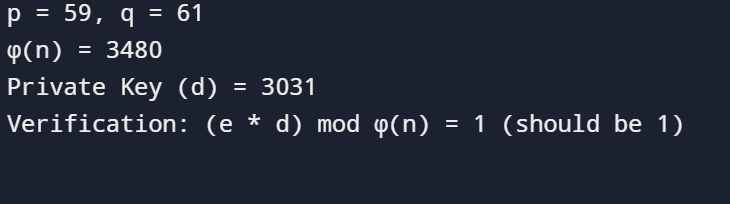 p = 59, q = 61
φ(n) = 3480
Private Key (d) = 3031
Verification: (e * d) mod φ(n) = 1 (should be 1)